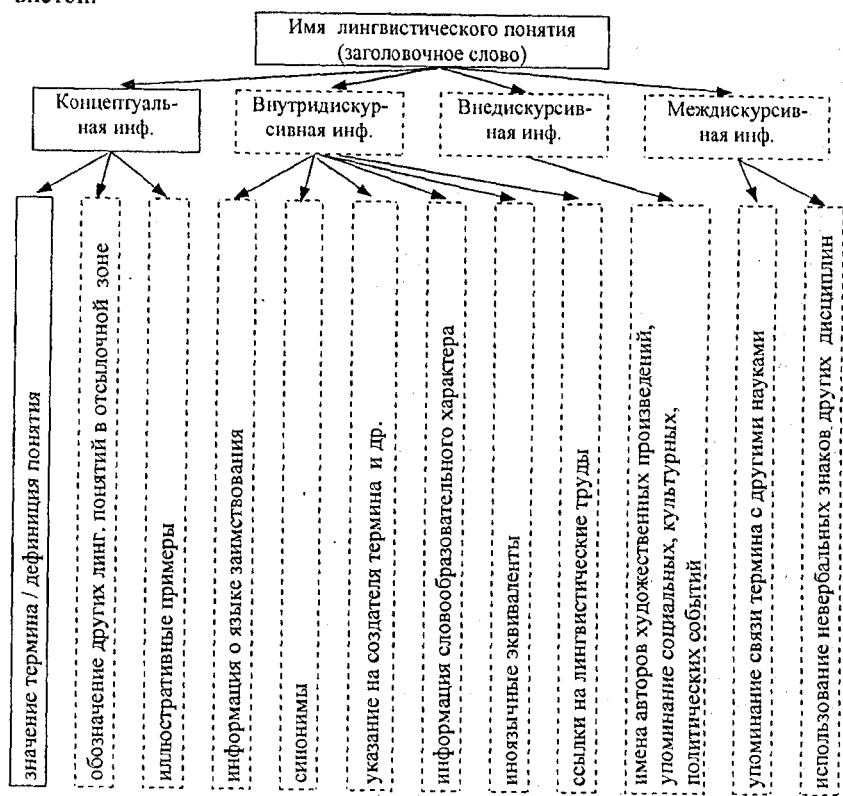 Имя лингвистического понятия
(заголовочное слово)
Концептуаль-
ная инф.
Внутридискур-
сивная инф.
Внедискурсив-
ная инф.
Междискурсив-
ная инф.
значение термина / дефиниция понятия
обозначение других линг. понятий в отсылочной зоне
иллюстративные примеры
информация о языке заимствования
синонимы
указание на создателя термина и др.
информация словообразовательного характера
иноязычные эквиваленты
ссылки на лингвистические труды
имена авторов художественных произведений,
упоминание социальных, культурных,
политических событий
упоминание связи термина с другими науками
использование невербальных знаков других дисциплин